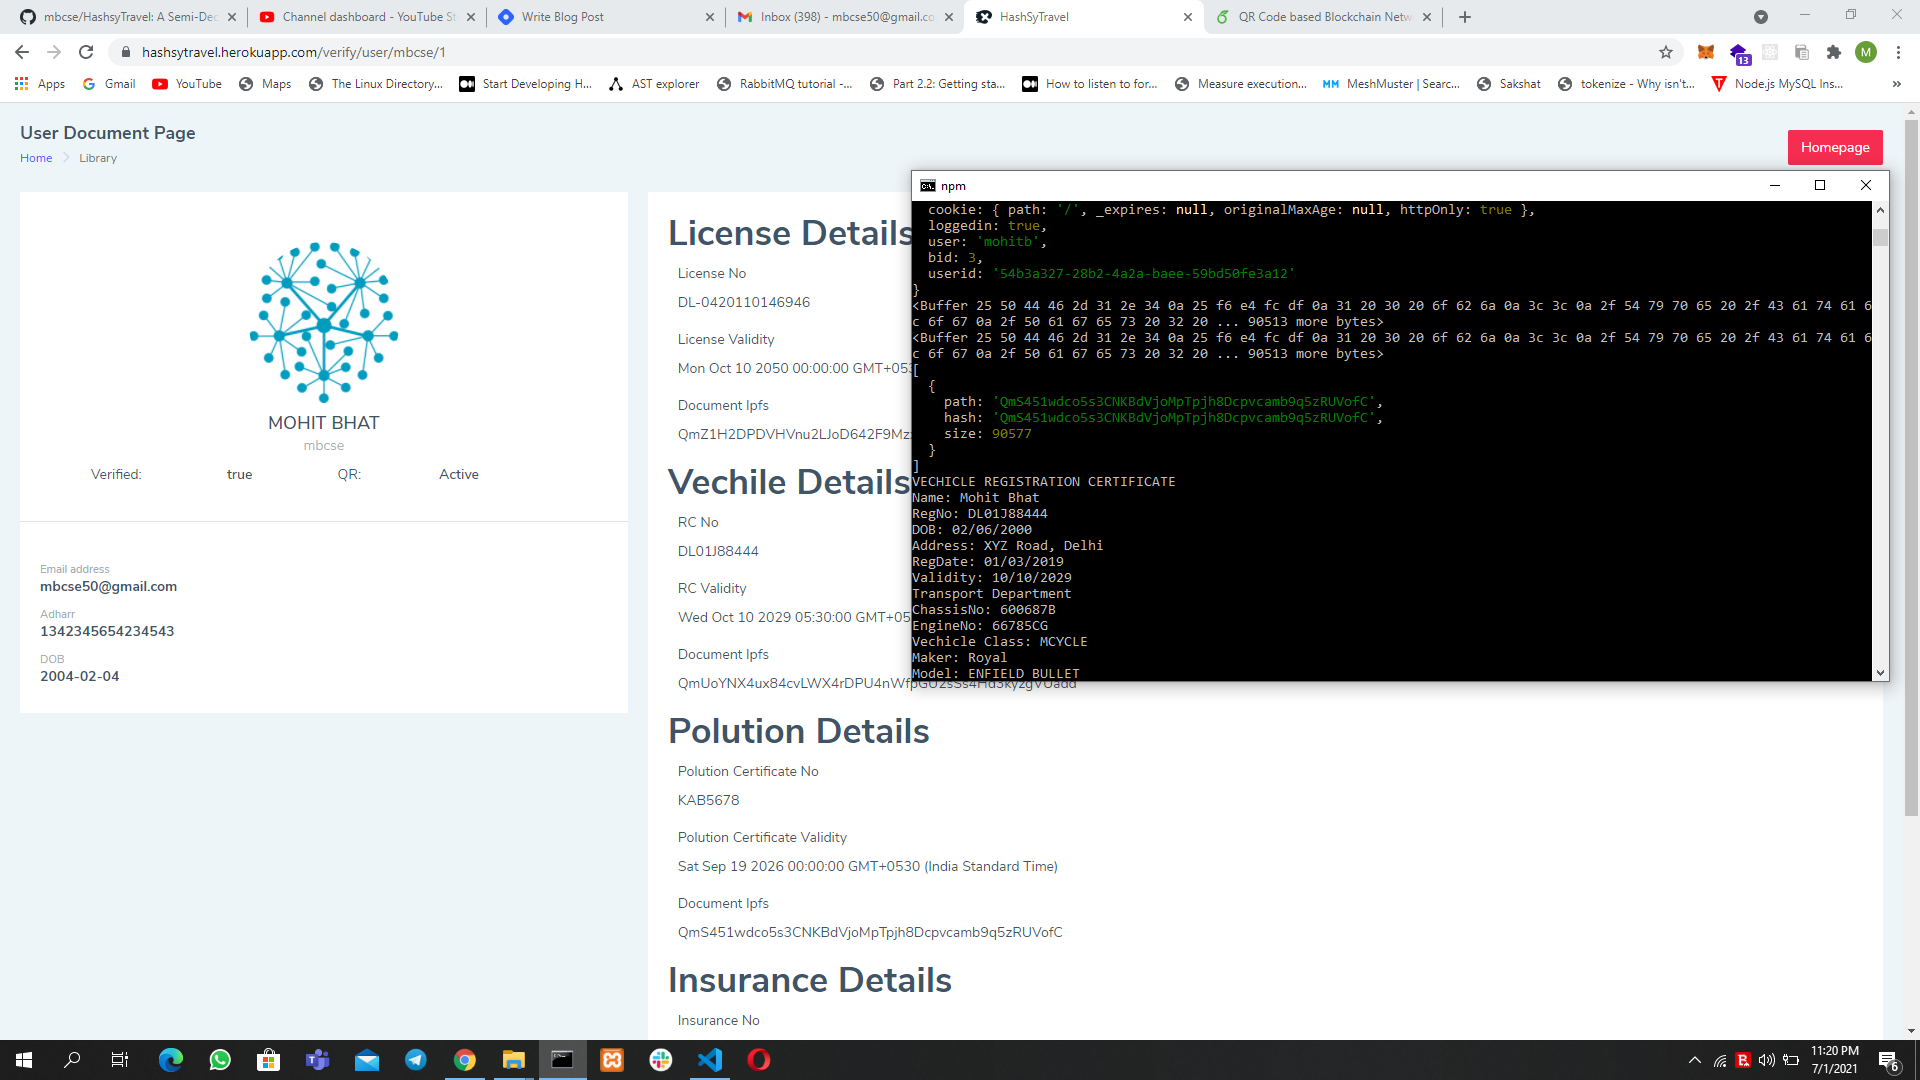 mbcse/HashsyTravel: A Semi-Dec
Channel dashboard - YouTube St
Write Blog Post
Inbox (398) - mbcse50@gmail.co
HashSyTravel
QR Code based Blockchain Netw
hashsytravel.herokuapp.com/verify/user/mbcse/1
13
M
Apps
Gmail
YouTube
Maps
The Linux Directory...
Start Developing H...
AST explorer
RabbitMQ tutorial -...
Part 2.2: Getting sta...
How to listen to for...
Measure execution...
MeshMuster | Searc...
Sakshat
tokenize - Why isn't...
Node.js MySQL Ins...
»
User Document Page
Home
Library
Homepage
MOHIT BHAT
mbcse
Verified: true QR: Active
Email address
mbcse50@gmail.com
Adharr
1342345654234543
DOB
2004-02-04
License Details
License No
DL-0420110146946
License Validity
Mon Oct 10 2050 00:00:00 GMT+053
Document Ipfs
QmZ1H2DPDVHVnu2LJoD642F9Mz
Vechile Details
RC No
DL01J88444
RC Validity
Wed Oct 10 2029 05:30:00 GMT+05
Document Ipfs
QmUoYNX4ux84cvLWX4rDPU4nWf
Polution Details
Polution Certificate No
KAB5678
Polution Certificate Validity
Sat Sep 19 2026 00:00:00 GMT+0530 (India Standard Time)
Document Ipfs
QmS451wdco5s3CNKBdVjoMpTpjh8Dcpvcamb9q5zRUVofC
Insurance Details
Insurance No
npm
cookie: { path: '/', _expires: null, originalMaxAge: null, httpOnly: true },
loggedin: true,
user: 'mohitb',
bid: 3,
userid: '54b3a327-28b2-4a2a-baee-59bd50fe3a12'
}
<Buffer 25 50 44 46 2d 31 2e 34 0a 25 f6 e4 fc df 0a 31 20 30 20 6f 62 6a 0a 3c 3c 0a 2f 54 79 70 65 20 2f 43 61 74 61 6
c 6f 67 0a 2f 50 61 67 65 73 20 32 20 ... 90513 more bytes>
<Buffer 25 50 44 46 2d 31 2e 34 0a 25 f6 e4 fc df 0a 31 20 30 20 6f 62 6a 0a 3c 3c 0a 2f 54 79 70 65 20 2f 43 61 74 61 6
c 6f 67 0a 2f 50 61 67 65 73 20 32 20 ... 90513 more bytes>
[
{
path: 'QmS451wdco5s3CNKBdVjoMpTpjh8Dcpvcamb9q5zRUVofC',
hash: 'QmS451wdco5s3CNKBdVjoMpTpjh8Dcpvcamb9q5zRUVofC',
size: 90577
}
]
VECHICLE REGISTRATION CERTIFICATE
Name: Mohit Bhat
RegNo: DL01J88444
DOB: 02/06/2000
Address: XYZ Road, Delhi
RegDate: 01/03/2019
Validity: 10/10/2029
Transport Department
ChassisNo: 600687B
EngineNo: 66785CG
Vechicle Class: MCYCLE
Maker: Royal
Model: ENFIELD BULLET
11:20 PM
7/1/2021
6